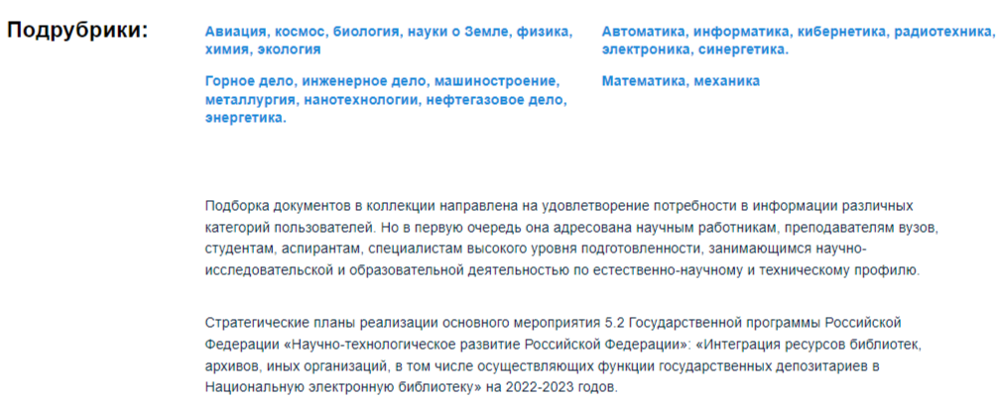 Подрубрики:
Авиация, космос, биология, науки о Земле, физика,
химия, экология
Автоматика, информатика, кибернетика, радиотехника,
электроника, синергетика.
Горное дело, инженерное дело, машиностроение,
металлургия, нанотехнологии, нефтегазовое дело,
энергетика.
Математика, механика
Подборка документов в коллекции направлена на удовлетворение потребности в информации различных
категорий пользователей. Но в первую очередь она адресована научным работникам, преподавателям вузов,
студентам, аспирантам, специалистам высокого уровня подготовленности, занимающимся научно-
исследовательской и образовательной деятельностью по естественно-научному и техническому профилю.
Стратегические планы реализации основного мероприятия 5.2 Государственной программы Российской
Федерации «Научно-технологическое развитие Российской Федерации»: «Интеграция ресурсов библиотек,
архивов, иных организаций, в том числе осуществляющих функции государственных депозитариев в
Национальную электронную библиотеку» на 2022-2023 годов.